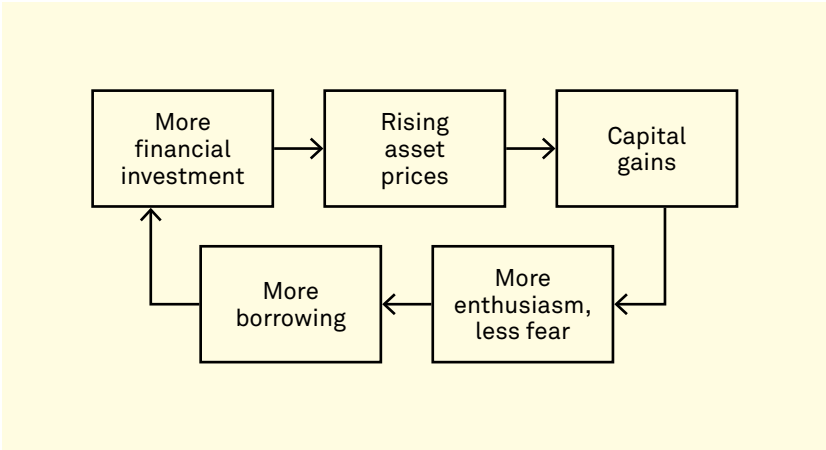 More
financial
investment
Rising
asset
prices
Capital
gains
More
borrowing
More
enthusiasm,
less fear